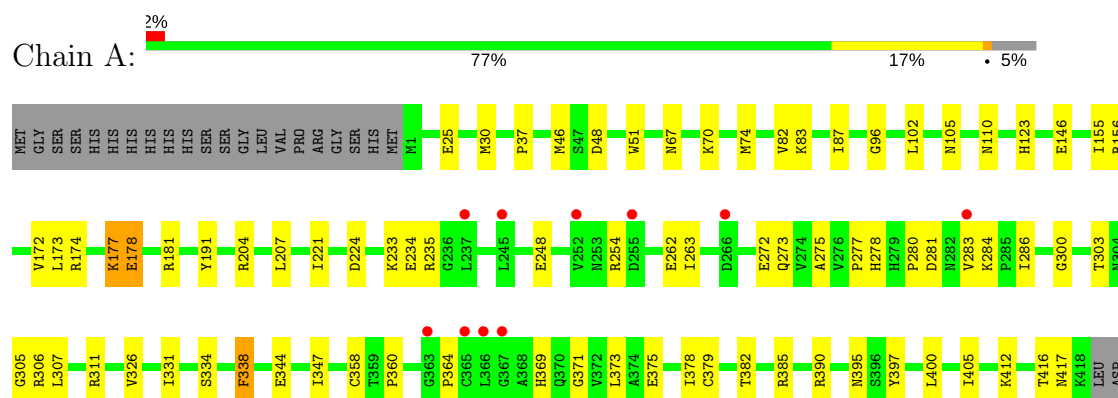 2%
Chain A:
77% 17% • 5%
MET GLY SER SER HIS HIS HIS HIS HIS HIS SER SER GLY LEU VAL PRO ARG GLY SER HIS MET M1 E25 M30 P37 M46 S47 D48 W51 N67 K70 M74 V82 K83 I87 G96 L102 N105 N110 H123 E146 I155
V172 L173 R174 K177 E178 R181 Y191 R204 L207 I221 D224 K233 E234 R235 G236 L237 L245 E248 V252 N253 R254 D255 E262 I263 D266 E272 Q273 V274 A275 V276 P277 H278 H279 P280 D281 N282 V283 K284 P285 I286 G300 T303
G305 R306 L307 R311 V326 I331 S334 F338 E344 I347 C358 T359 P360 G363 P364 C365 L366 G367 A368 H369 Q370 G371 V372 L373 A374 E375 I378 C379 T382 R385 R390 N395 S396 Y397 L400 I405 K412 T416 N417 K418 LEU